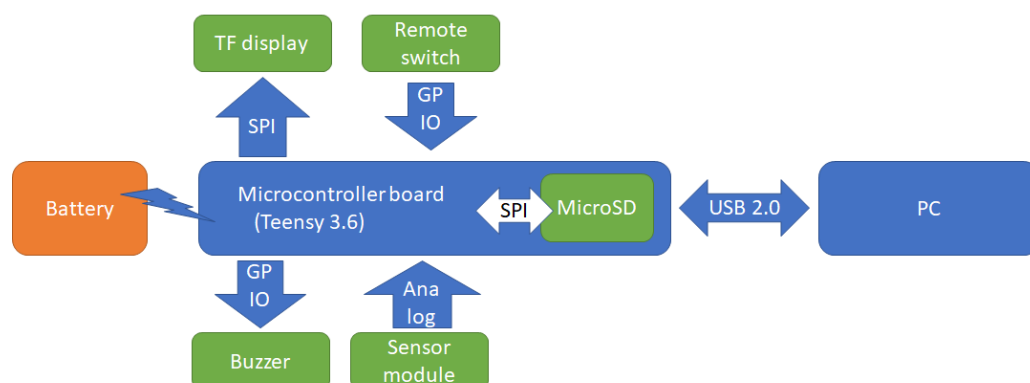 TF display
Remote
switch
SPI
GP
IO
Battery
Microcontroller board
(Teensy 3.6)
SPI
MicroSD
USB 2.0
PC
GP
IO
Ana
log
Buzzer
Sensor
module